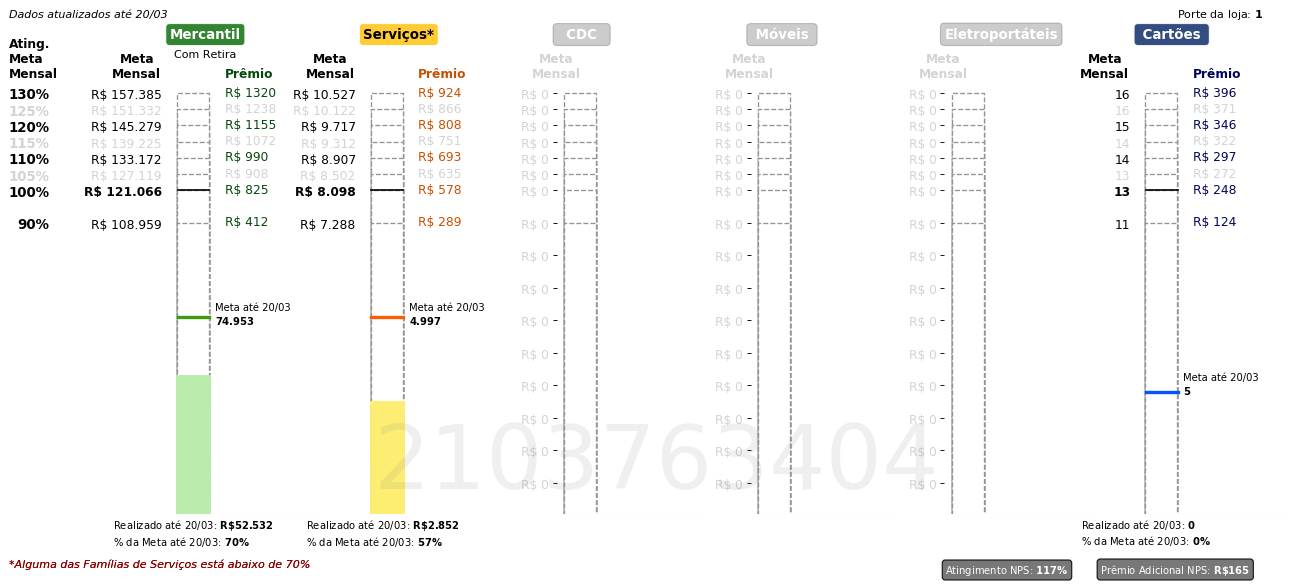 Dados atualizados até 20/03
Porte da loja: 1
Mercantil
Serviços*
CDC
Móveis
Eletroportáteis
Cartões
Com Retira
Ating. Meta Mensal
Meta Mensal
Prêmio
Meta Mensal
Prêmio
Meta Mensal
Meta Mensal
Meta Mensal
Meta Mensal
Prêmio
130% R$ 157.385 R$ 1320 R$ 10.527 R$ 924 R$ 0 R$ 0 R$ 0 16 R$ 396
125% R$ 151.332 R$ 1238 R$ 10.122 R$ 866 R$ 0 R$ 0 R$ 0 16 R$ 371
120% R$ 145.279 R$ 1155 R$ 9.717 R$ 808 R$ 0 R$ 0 R$ 0 15 R$ 346
115% R$ 139.225 R$ 1072 R$ 9.312 R$ 751 R$ 0 R$ 0 R$ 0 14 R$ 322
110% R$ 133.172 R$ 990 R$ 8.907 R$ 693 R$ 0 R$ 0 R$ 0 14 R$ 297
105% R$ 127.119 R$ 908 R$ 8.502 R$ 635 R$ 0 R$ 0 R$ 0 13 R$ 272
100% R$ 121.066 R$ 825 R$ 8.098 R$ 578 R$ 0 R$ 0 R$ 0 13 R$ 248
90% R$ 108.959 R$ 412 R$ 7.288 R$ 289 R$ 0 R$ 0 R$ 0 11 R$ 124
R$ 0 R$ 0 R$ 0
R$ 0 R$ 0 R$ 0
Meta até 20/03
74.953
Meta até 20/03
4.997
R$ 0 R$ 0 R$ 0
R$ 0 R$ 0 R$ 0
R$ 0 R$ 0 R$ 0
Meta até 20/03
5
R$ 0 R$ 0 R$ 0
R$ 0 R$ 0 R$ 0
R$ 0 R$ 0 R$ 0
2103763404
Realizado até 20/03: R$52.532
% da Meta até 20/03: 70%
Realizado até 20/03: R$2.852
% da Meta até 20/03: 57%
Realizado até 20/03: 0
% da Meta até 20/03: 0%
*Alguma das Famílias de Serviços está abaixo de 70%
Atingimento NPS: 117%
Prêmio Adicional NPS: R$165